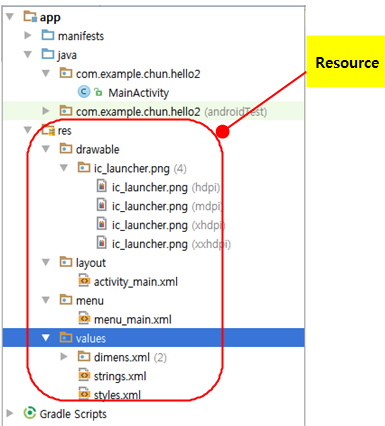 app
manifests
java
com.example.chun.hello2
MainActivity
com.example.chun.hello2 (androidTest)
Resource
res
drawable
ic_launcher.png (4)
ic_launcher.png (hdpi)
ic_launcher.png (mdpi)
ic_launcher.png (xhdpi)
ic_launcher.png (xxhdpi)
layout
activity_main.xml
menu
menu_main.xml
values
dimens.xml (2)
strings.xml
styles.xml
Gradle Scripts